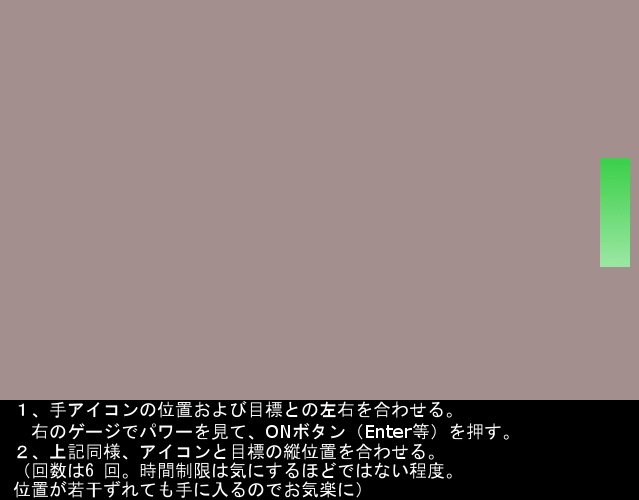 １、手アイコンの位置および目標との左右を合わせる。
　右のゲージでパワーを見て、ONボタン（Enter等）を押す。
２、上記同様、アイコンと目標の縦位置を合わせる。
（回数は6 回。時間制限は気にするほどではない程度。
位置が若干ずれても手に入るのでお気楽に）